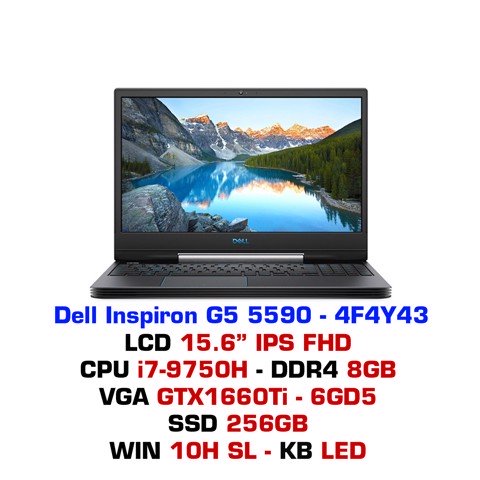 DELL
Dell Inspiron G5 5590 - 4F4Y43
LCD 15.6” IPS FHD
CPU i7-9750H - DDR4 8GB
VGA GTX1660Ti - 6GD5
SSD 256GB
WIN 10H SL - KB LED